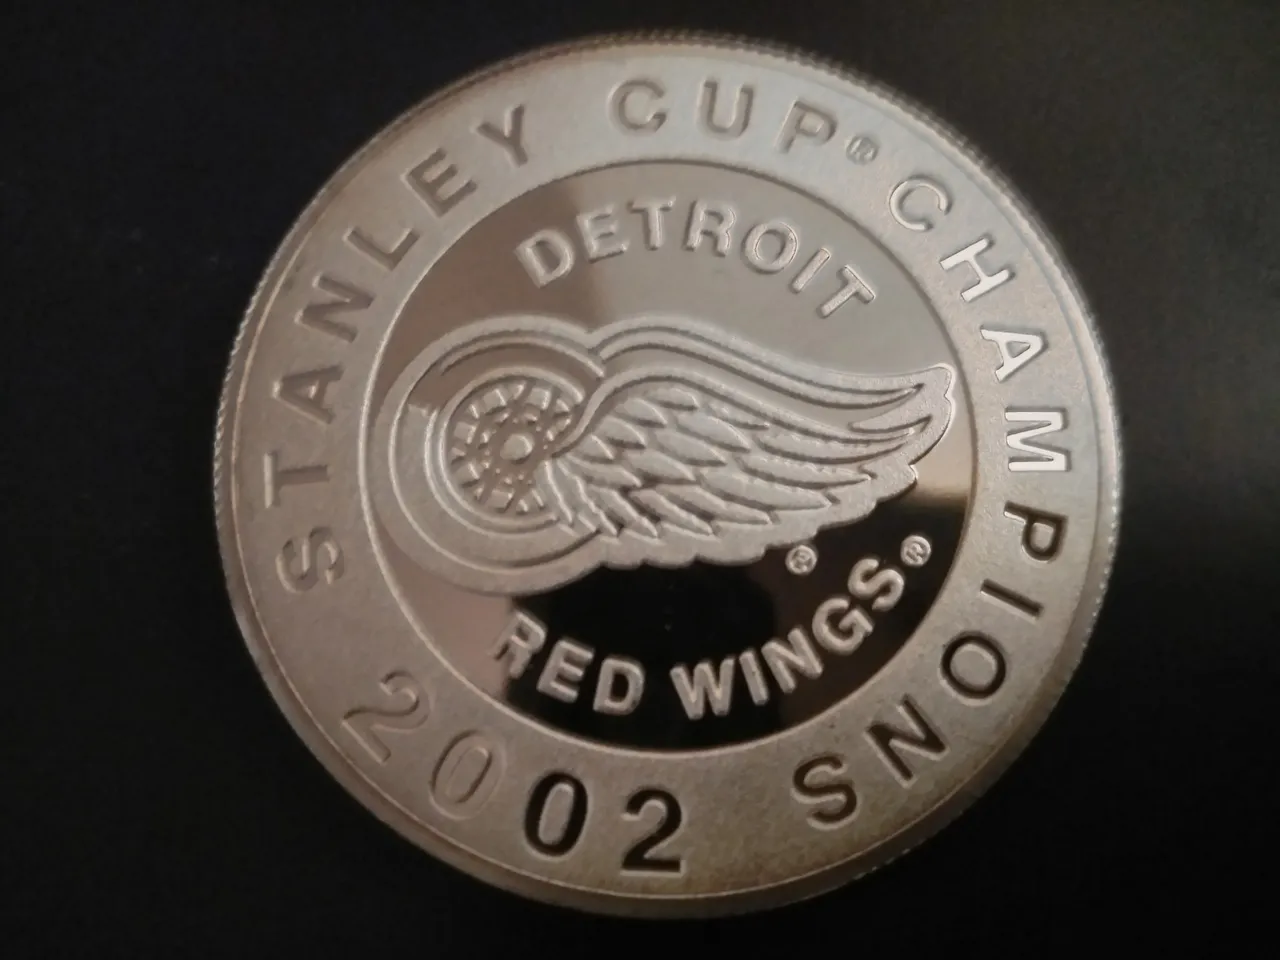 STANLEY CUP® CHAMPIONS
2002
DETROIT
®
RED WINGS®